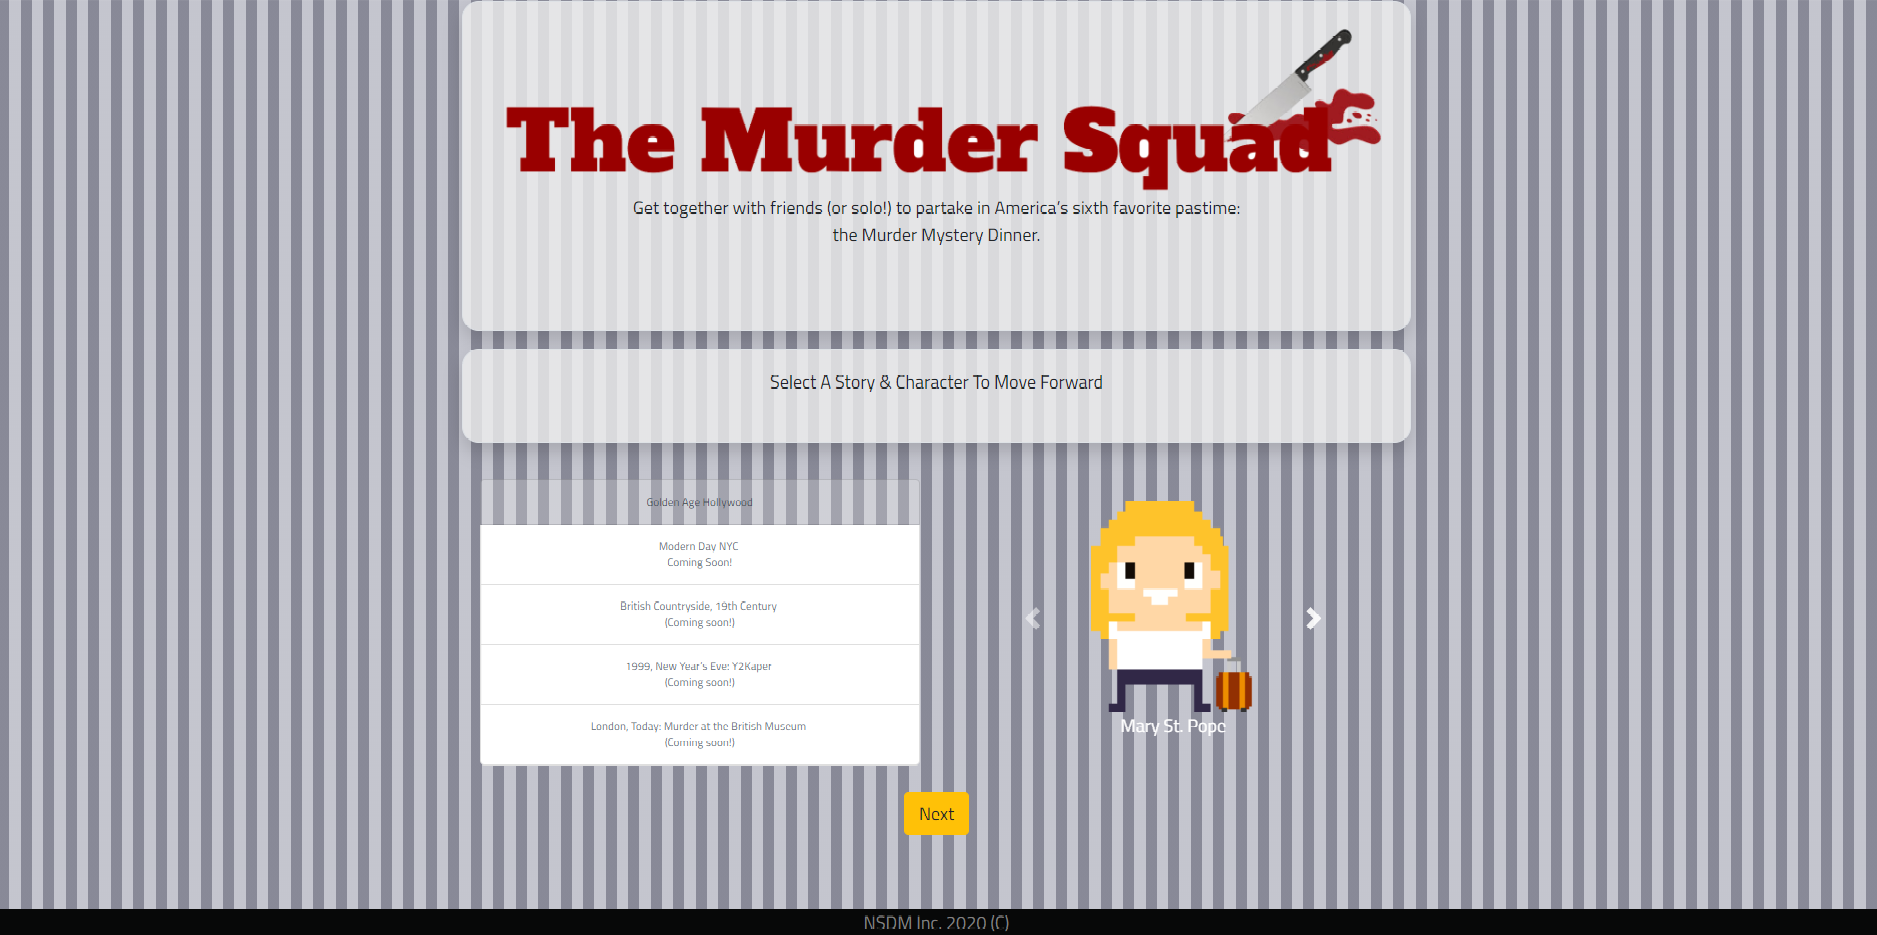 The Murder Squad
Get together with friends (or solo!) to partake in America's sixth favorite pastime:
the Murder Mystery Dinner.
Select A Story & Character To Move Forward
Golden Age Hollywood
Modern Day NYC
Coming Soon!
British Countryside, 19th Century
(Coming soon!)
1999, New Year's Eve: Y2Kaper
(Coming soon!)
London, Today: Murder at the British Museum
(Coming soon!)
Mary St. Pope
Next
NSDM Inc. 2020 (C)